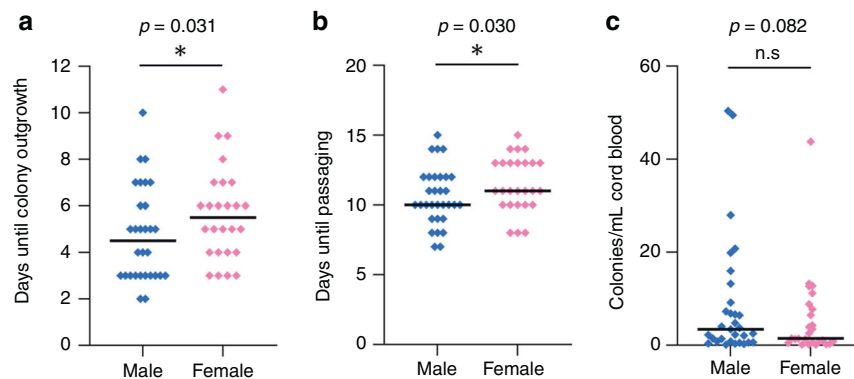 a
p = 0.031
*
Days until colony outgrowth
12
10
8
6
4
2
0
Male Female
b
p = 0.030
*
Days until passaging
20
15
10
5
0
Male Female
c
p = 0.082
n.s
Colonies/mL cord blood
60
40
20
0
Male Female